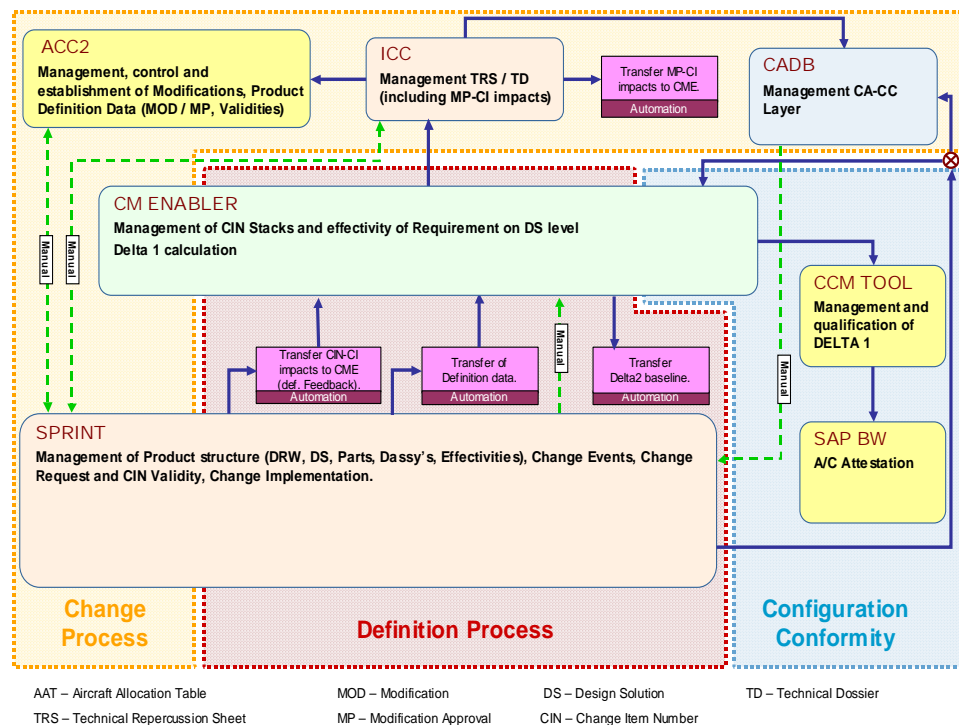 ACC2
Management, control and
establishment of Modifications, Product
Definition Data (MOD / MP, Validities)
ICC
Management TRS / TD
(including MP-CI impacts)
Transfer MP-CI
impacts to CME.
Automation
CADB
Management CA-CC
Layer
CM ENABLER
Management of CIN Stacks and effectivity of Requirement on DS level
Delta 1 calculation
Manual
Manual
CCM TOOL
Management and
qualification of
DELTA 1
Transfer CIN-CI
impacts to CME
(def. Feedback).
Automation
Transfer of
Definition data.
Automation
Manual
Transfer
Delta2 baseline.
Automation
Manual
SPRINT
Management of Product structure (DRW, DS, Parts, Dassy's, Effectivities), Change Events, Change
Request and CIN Validity, Change Implementation.
SAP BW
A/C Attestation
Change
Process
Definition Process
Configuration
Conformity
AAT – Aircraft Allocation Table
MOD – Modification
DS – Design Solution
TD – Technical Dossier
TRS – Technical Repercussion Sheet
MP – Modification Approval
CIN – Change Item Number